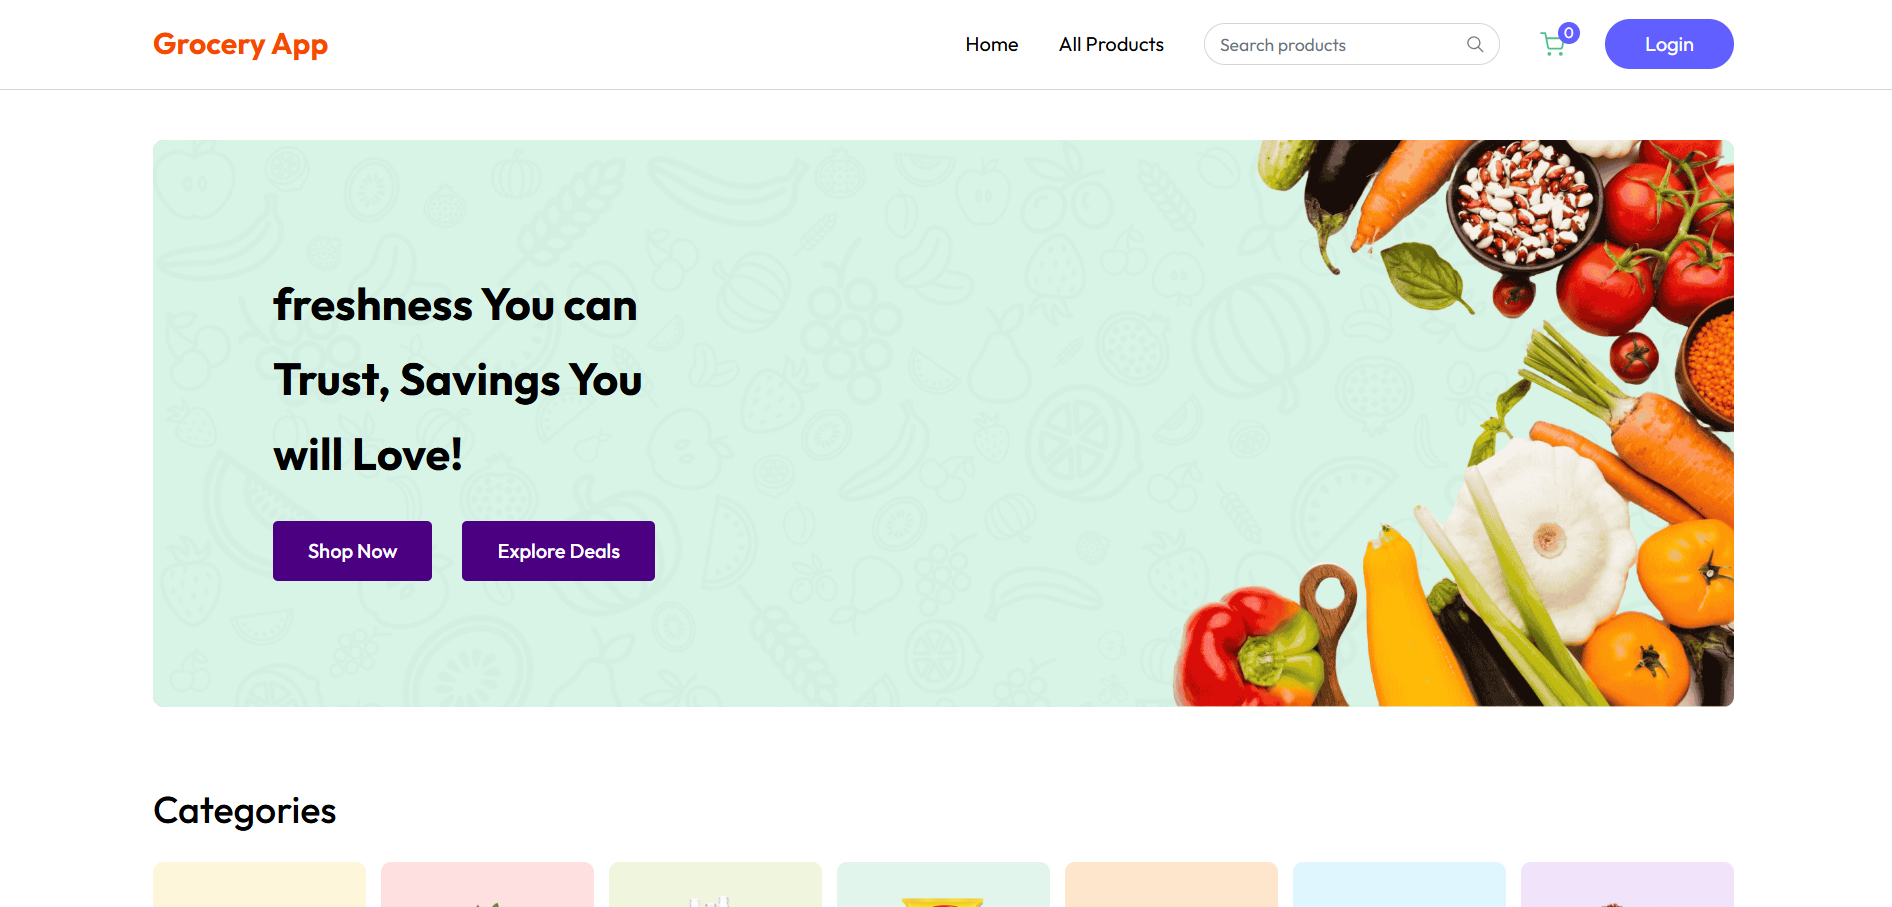 Grocery App
Home
All Products
Search products
0
Login
freshness You can
Trust, Savings You
will Love!
Shop Now
Explore Deals
Categories